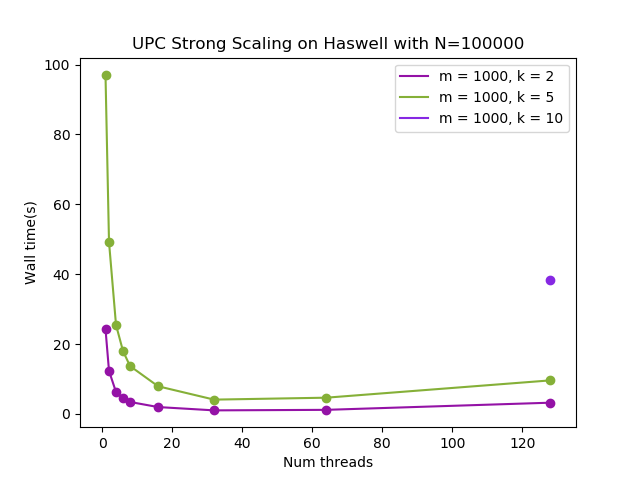 UPC Strong Scaling on Haswell with N=100000
m = 1000, k = 2
m = 1000, k = 5
m = 1000, k = 10
Wall time(s)
100
80
60
40
20
0
0 20 40 60 80 100 120
Num threads